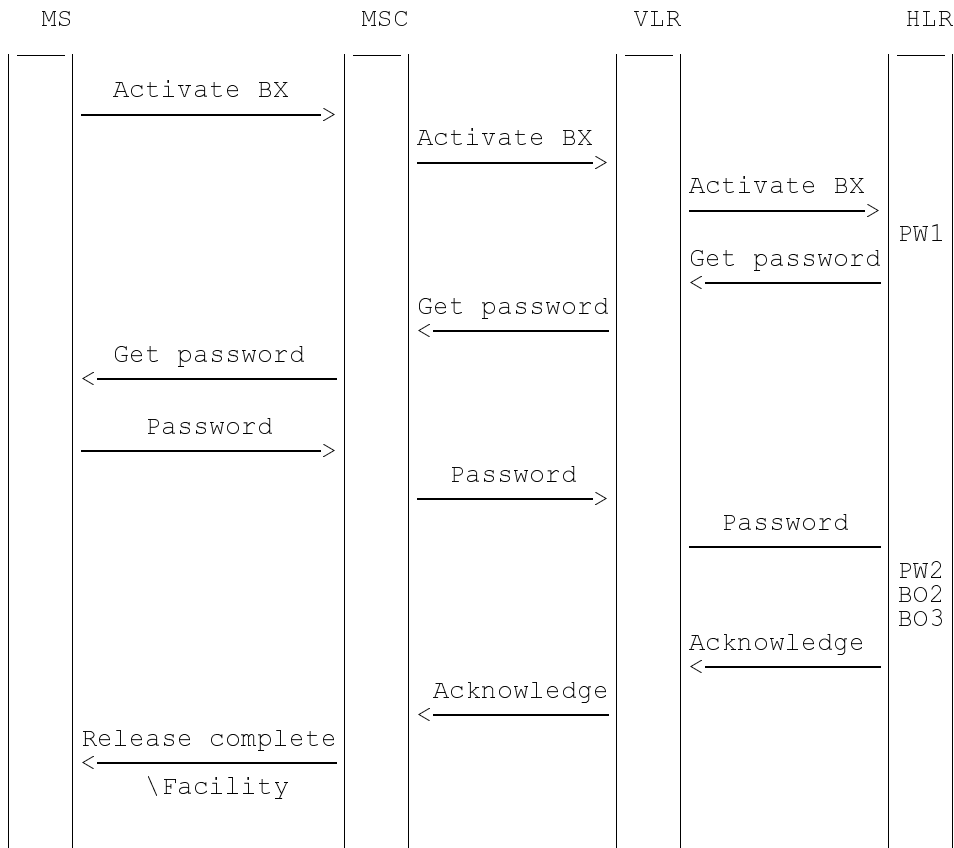 MS MSC VLR HLR
Activate BX
Activate BX
Activate BX
PW1
Get password
Get password
Get password
Password
Password
Password
PW2
BO2
BO3
Acknowledge
Acknowledge
Release complete
\Facility